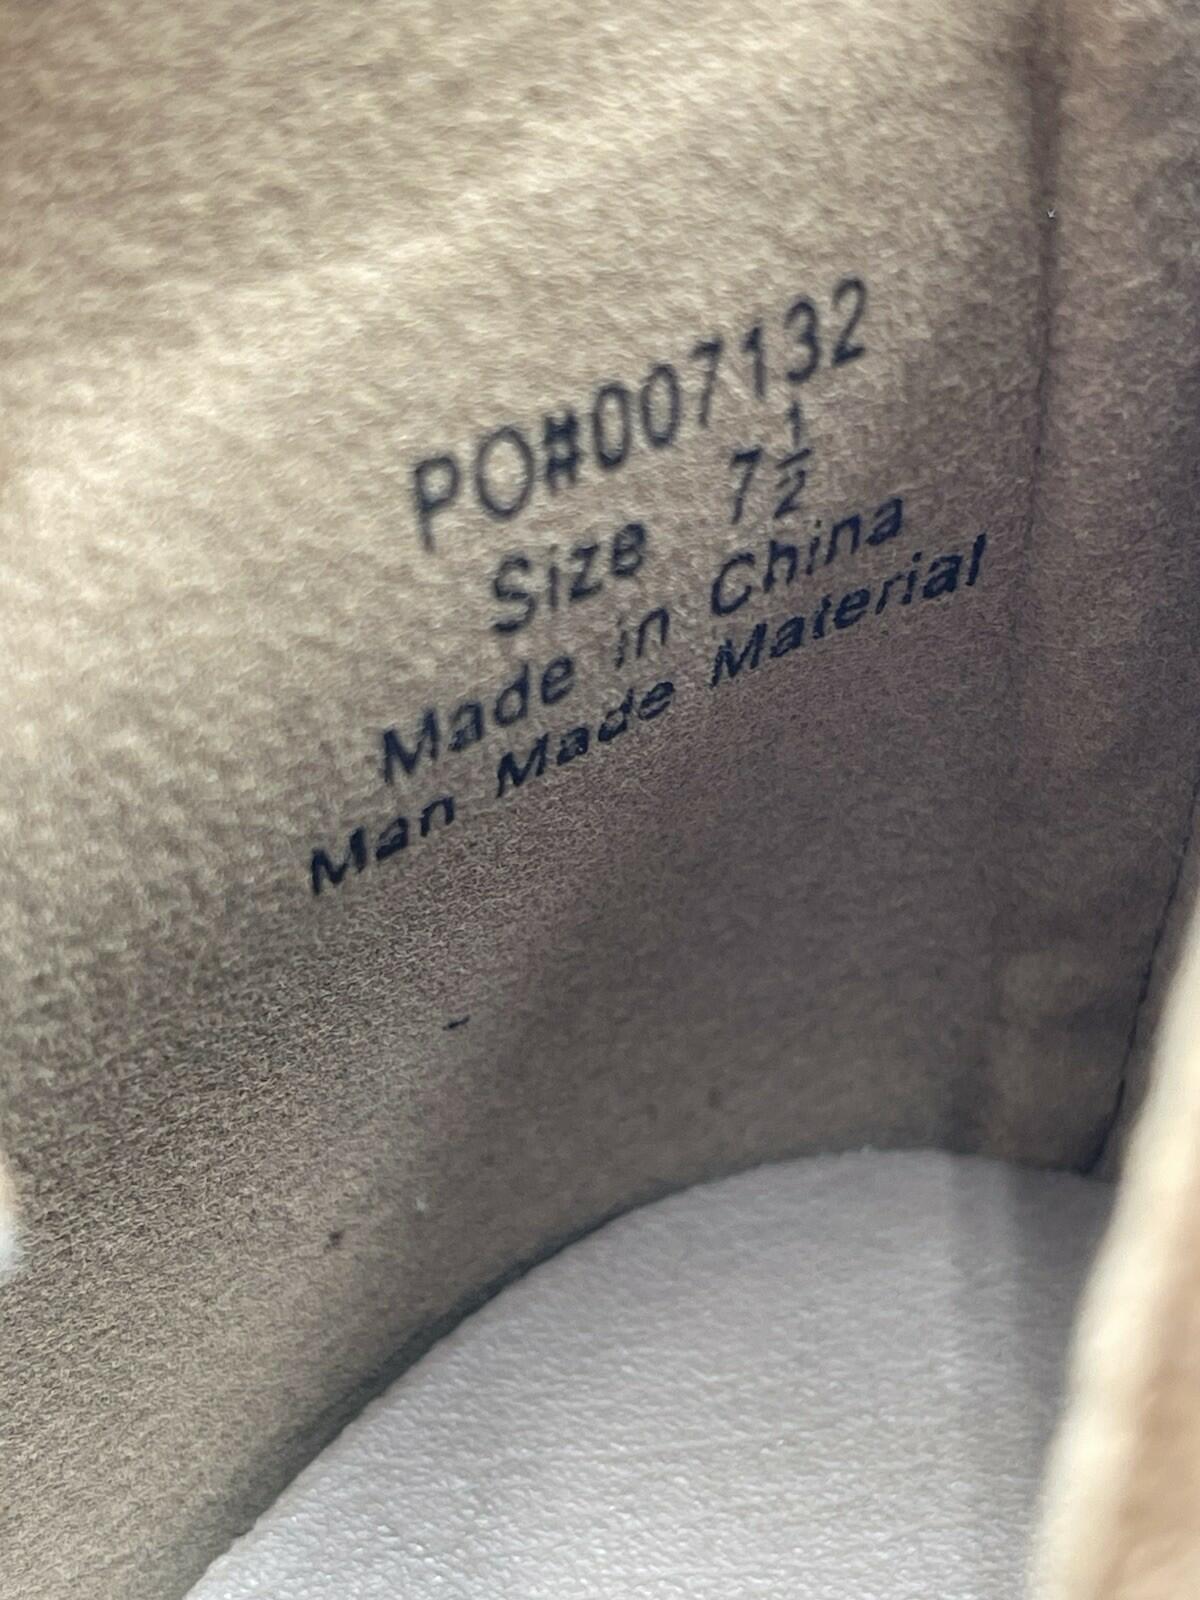 PO#007132
Size 7 1/2
Made in China
Man Made Material